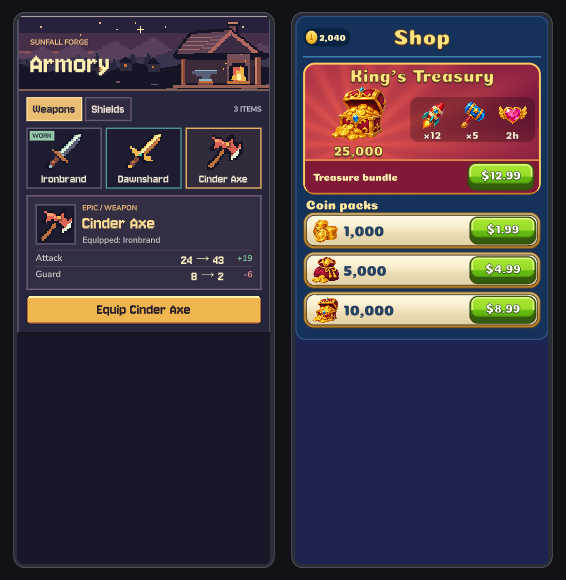 SUNFALL FORGE
Armory
Weapons
Shields
3 ITEMS
WORN
Ironbrand
Dawnshard
Cinder Axe
EPIC / WEAPON
Cinder Axe
Equipped: Ironbrand
Attack 24 → 43 +19
Guard 8 → 2 -6
Equip Cinder Axe
2,040
Shop
King's Treasury
25,000
x12
x5
2h
Treasure bundle
$12.99
Coin packs
1,000
$1.99
5,000
$4.99
10,000
$8.99